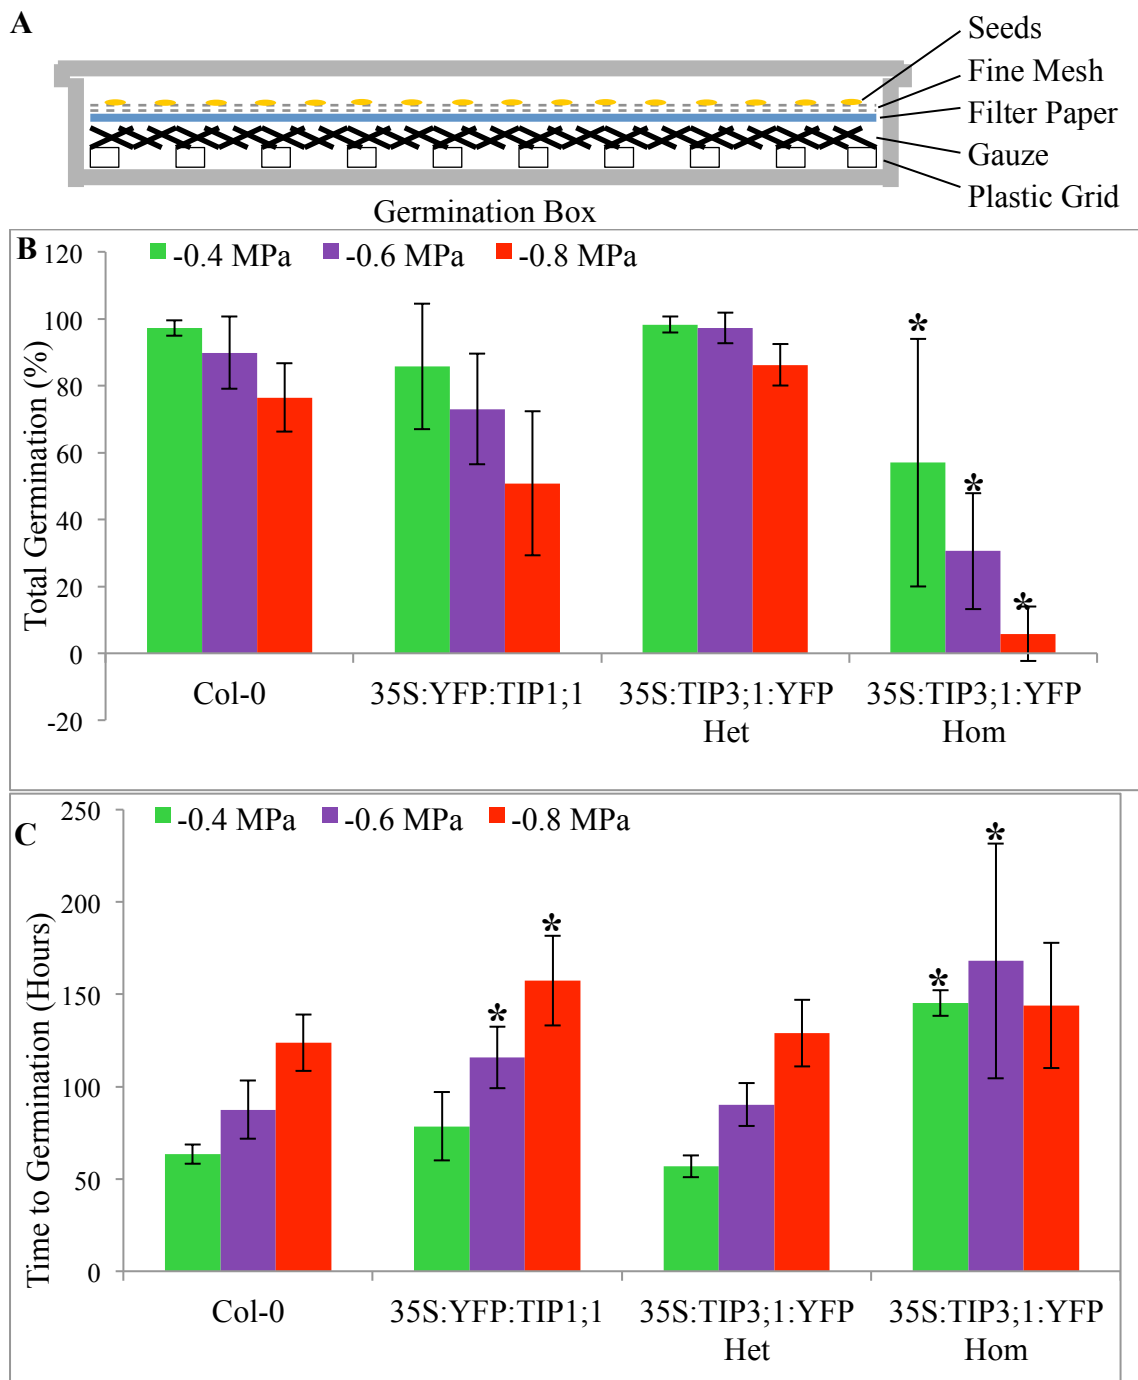 A
Seeds
Fine Mesh
Filter Paper
Gauze
Plastic Grid
Germination Box
B
-0.4 MPa -0.6 MPa -0.8 MPa
Total Germination (%)
120
100
80
60
40
20
0
-20
* * *
Col-0 35S:YFP:TIP1;1 35S:TIP3;1:YFP Het 35S:TIP3;1:YFP Hom
C
-0.4 MPa -0.6 MPa -0.8 MPa
Time to Germination (Hours)
250
200
150
100
50
0
* * * *
Col-0 35S:YFP:TIP1;1 35S:TIP3;1:YFP Het 35S:TIP3;1:YFP Hom